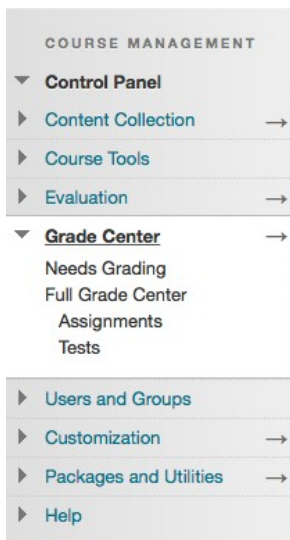 COURSE MANAGEMENT
Control Panel
Content Collection
Course Tools
Evaluation
Grade Center
Needs Grading
Full Grade Center
Assignments
Tests
Users and Groups
Customization
Packages and Utilities
Help